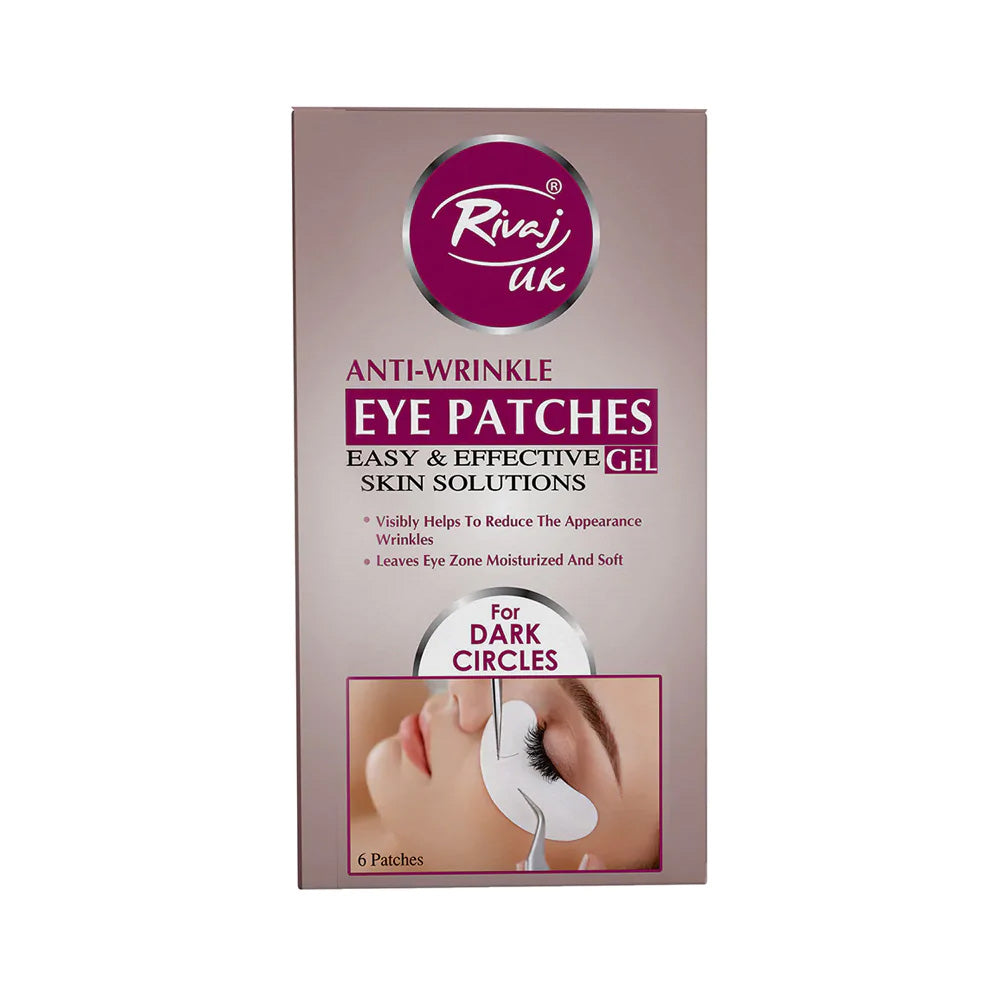 Rivaj®
UK
ANTI-WRINKLE
EYE PATCHES
EASY & EFFECTIVE GEL
SKIN SOLUTIONS
• Visibly Helps To Reduce The Appearance
Wrinkles
• Leaves Eye Zone Moisturized And Soft
For
DARK
CIRCLES
6 Patches